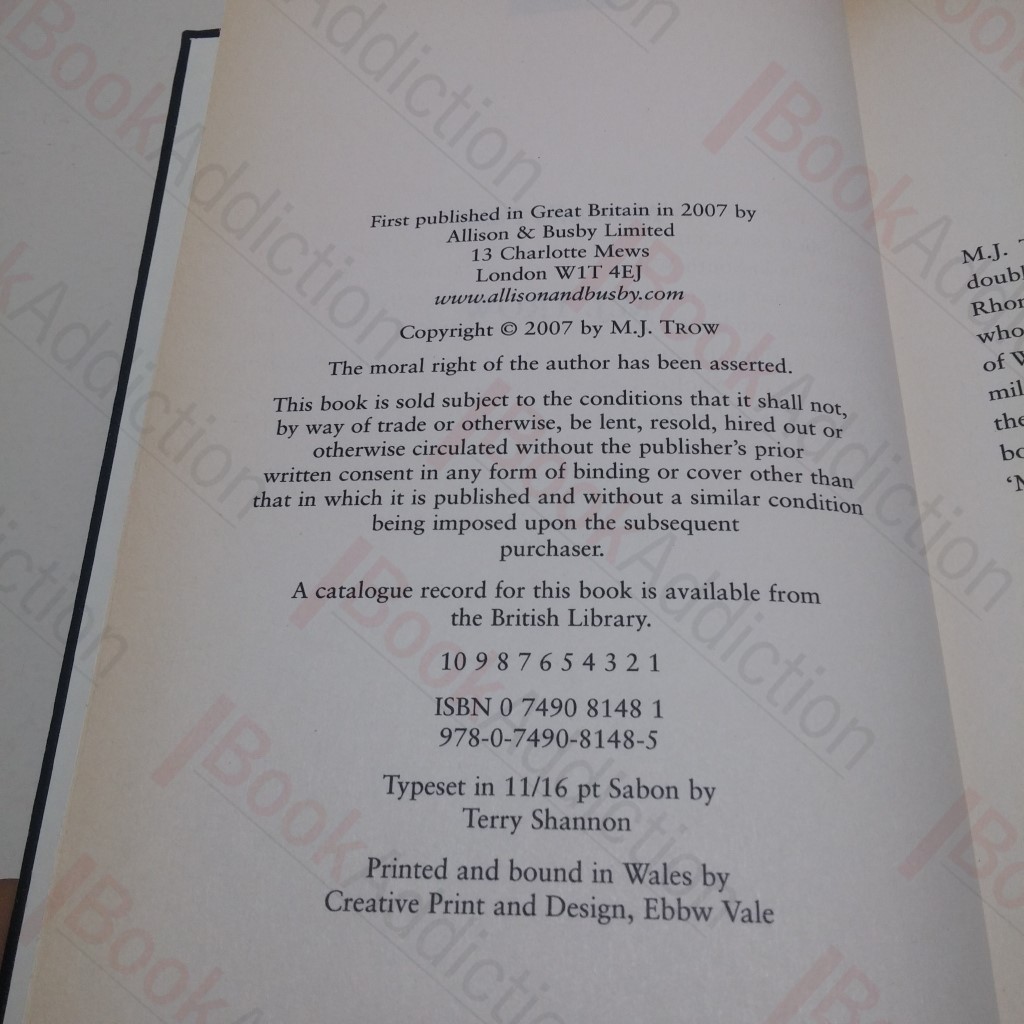 First published in Great Britain in 2007 by
Allison & Busby Limited
13 Charlotte Mews
London W1T 4EJ
www.allisonandbusby.com
Copyright © 2007 by M.J. TROW
The moral right of the author has been asserted.
This book is sold subject to the conditions that it shall not,
by way of trade or otherwise, be lent, resold, hired out or
otherwise circulated without the publisher's prior
written consent in any form of binding or cover other than
that in which it is published and without a similar condition
being imposed upon the subsequent
purchaser.
A catalogue record for this book is available from
the British Library.
10 9 8 7 6 5 4 3 2 1
ISBN 0 7490 8148 1
978-0-7490-8148-5
Typeset in 11/16 pt Sabon by
Terry Shannon
Printed and bound in Wales by
Creative Print and Design, Ebbw Vale
M.J.
who
of
the
BookAddiction